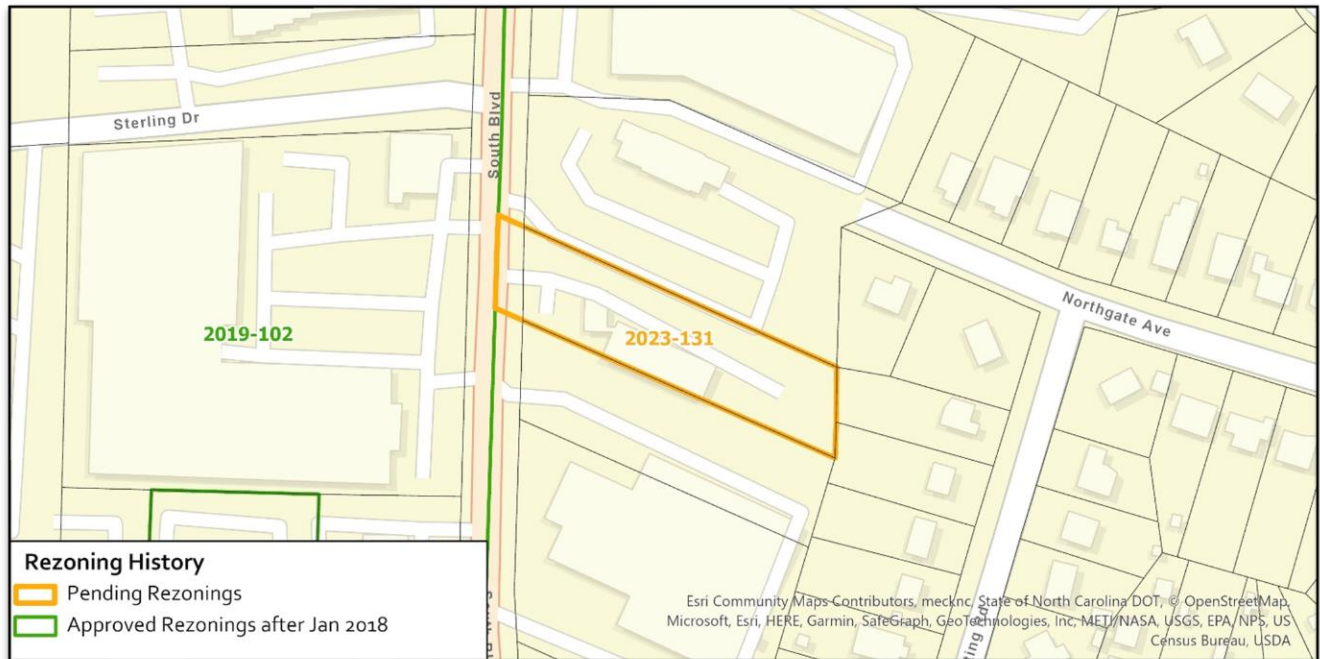 Sterling Dr
South Blvd
2019-102
2023-131
Northgate Ave
Rezoning History
Pending Rezonings
Approved Rezonings after Jan 2018
Esri Community Maps Contributors, mecknc, State of North Carolina DOT, © OpenStreetMap,
Microsoft, Esri, HERE, Garmin, SafeGraph, GeoTechnologies, Inc, METI/NASA, USGS, EPA, NPS, US
Census Bureau, USDA